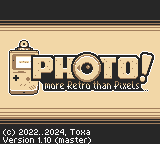 PHOTO!
more Retro than Pixels
(c) 2022..2024, Toxa
Version 1.10 (master)